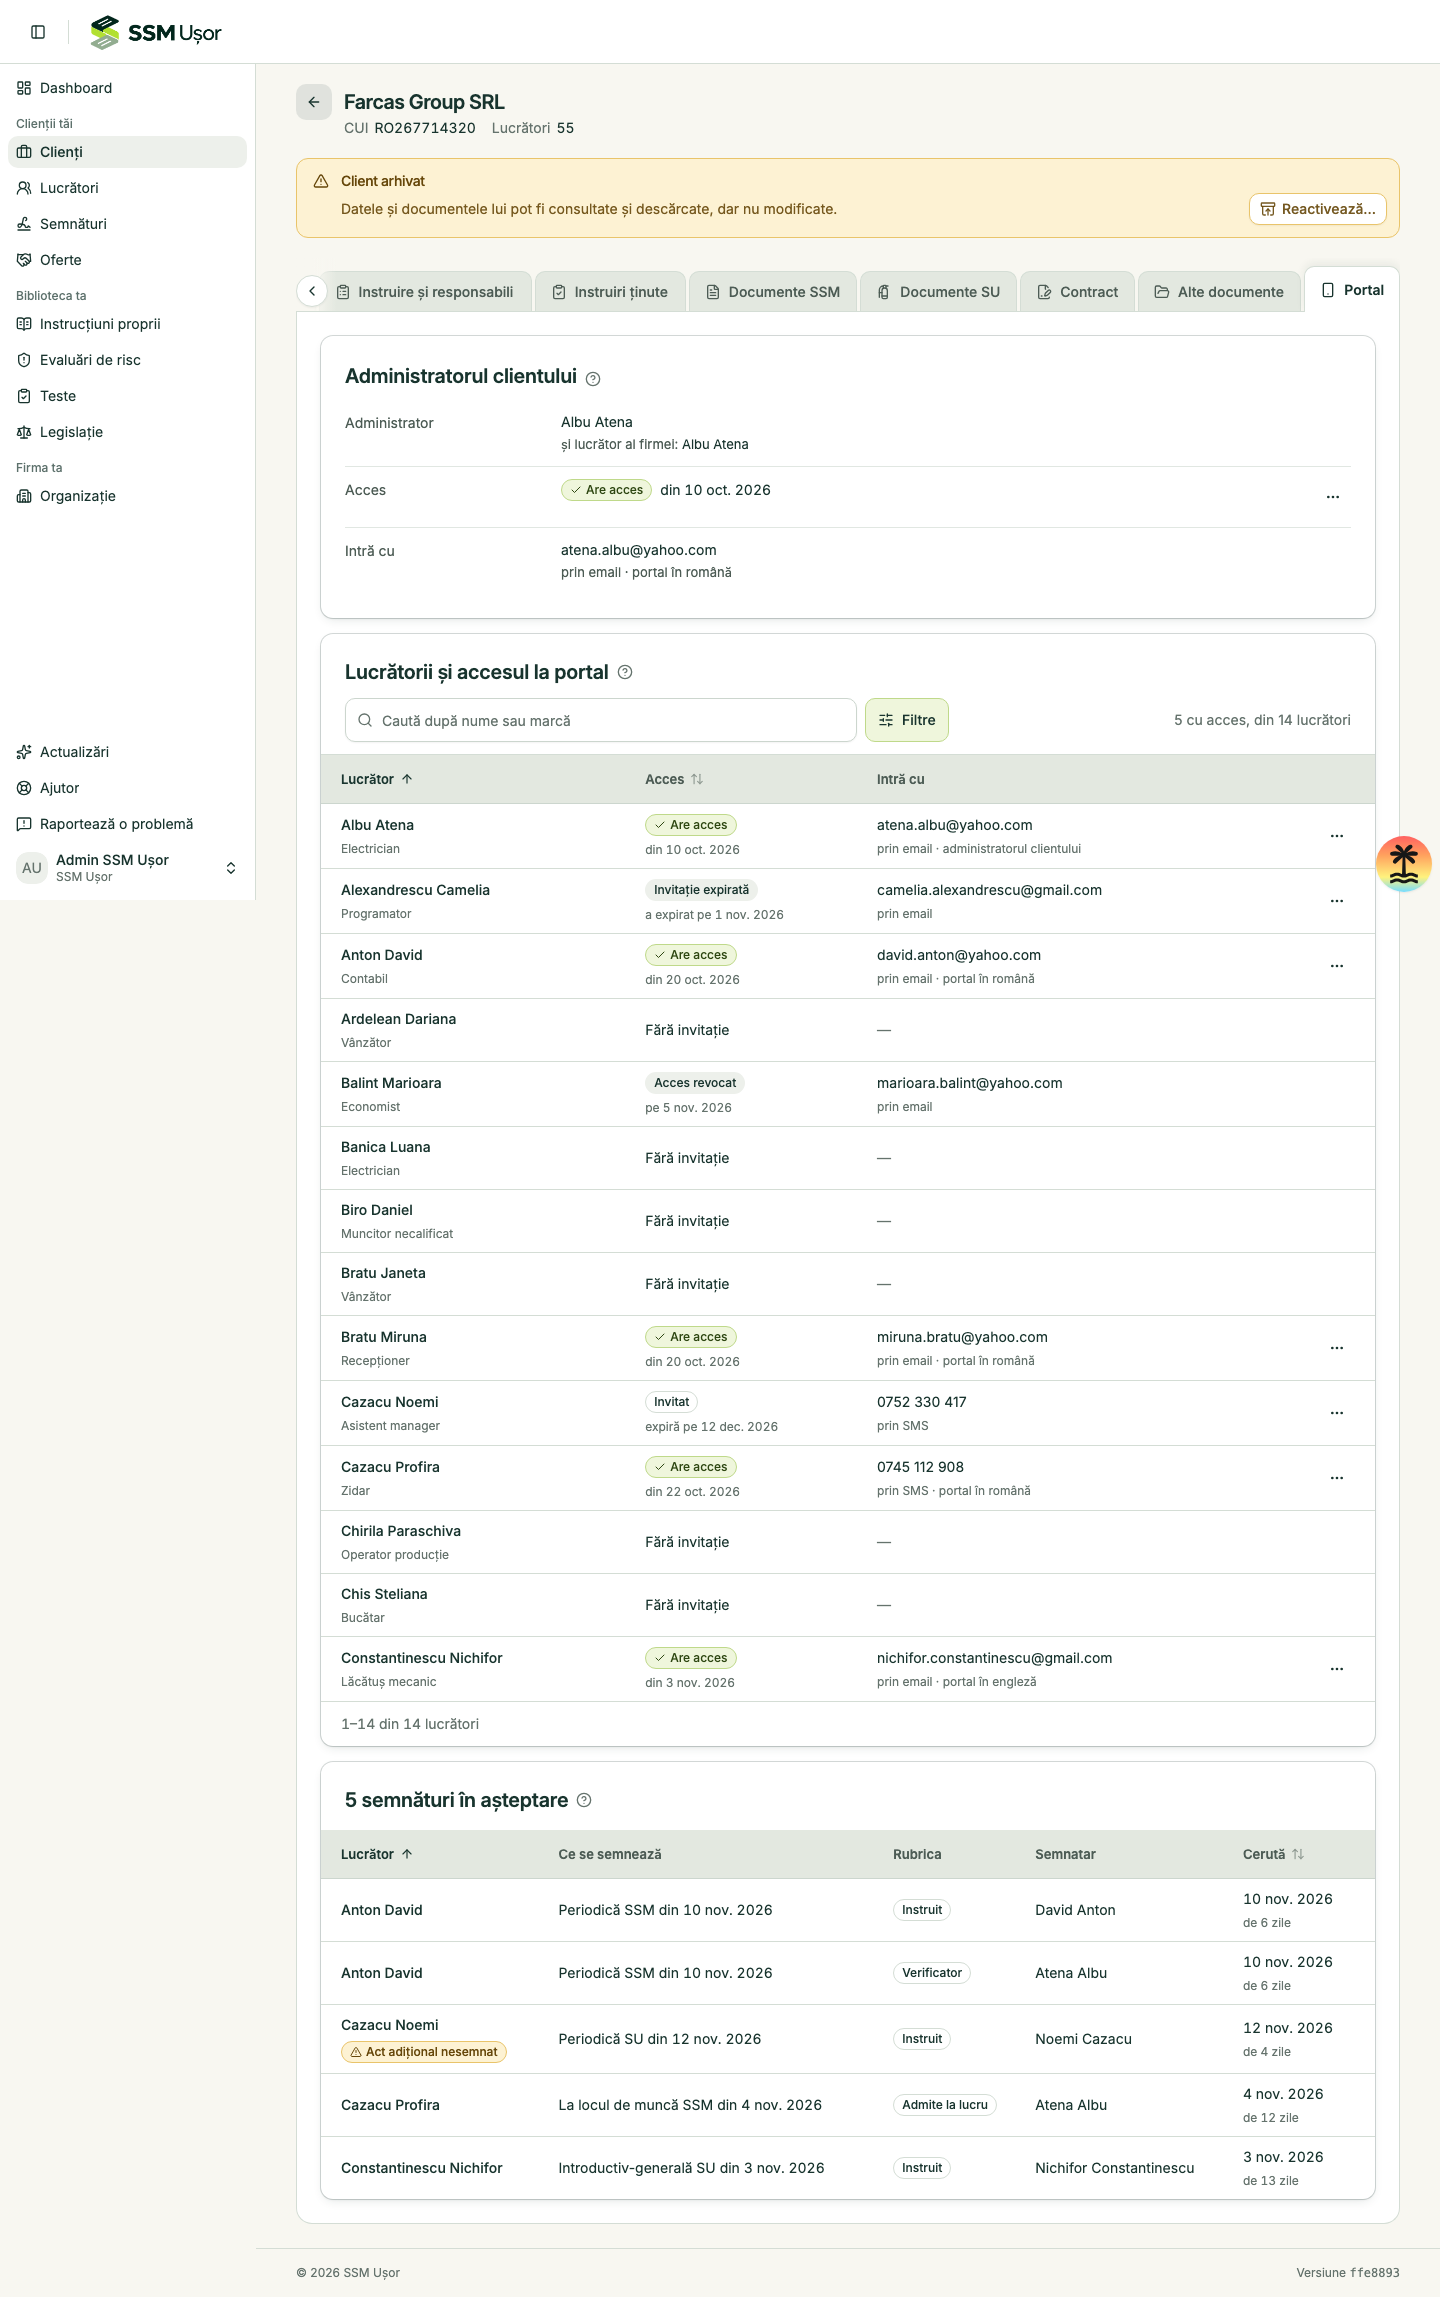 SSM Ușor
Dashboard
Clienții tăi
Clienți
Lucrători
Semnături
Oferte
Biblioteca ta
Instrucțiuni proprii
Evaluări de risc
Teste
Legislație
Firma ta
Organizație
Actualizări
Ajutor
Raportează o problemă
AU
Admin SSM Ușor
SSM Ușor
Farcas Group SRL
CUI RO267714320 Lucrători 55
Client arhivat
Datele și documentele lui pot fi consultate și descărcate, dar nu modificate.
Reactivează...
Instruire și responsabili
Instruiri ținute
Documente SSM
Documente SU
Contract
Alte documente
Portal
Administratorul clientului
Administrator
Albu Atena
și lucrător al firmei: Albu Atena
Acces
Are acces din 10 oct. 2026
Intră cu
atena.albu@yahoo.com
prin email · portal în română
Lucrătorii și accesul la portal
Caută după nume sau marcă
Filtre
5 cu acces, din 14 lucrători
Lucrător Acces Intră cu
Albu Atena Are acces atena.albu@yahoo.com
Electrician din 10 oct. 2026 prin email · administratorul clientului
Alexandrescu Camelia Invitație expirată camelia.alexandrescu@gmail.com
Programator a expirat pe 1 nov. 2026 prin email
Anton David Are acces david.anton@yahoo.com
Contabil din 20 oct. 2026 prin email · portal în română
Ardelean Dariana
Vânzător
Fără invitație —
Balint Marioara Acces revocat marioara.balint@yahoo.com
Economist pe 5 nov. 2026 prin email
Banica Luana
Electrician
Fără invitație —
Biro Daniel
Muncitor necalificat
Fără invitație —
Bratu Janeta
Vânzător
Fără invitație —
Bratu Miruna Are acces miruna.bratu@yahoo.com
Recepționer din 20 oct. 2026 prin email · portal în română
Cazacu Noemi Invitat 0752 330 417
Asistent manager expiră pe 12 dec. 2026 prin SMS
Cazacu Profira Are acces 0745 112 908
Zidar din 22 oct. 2026 prin SMS · portal în română
Chirila Paraschiva
Operator producție
Fără invitație —
Chis Steliana
Bucătar
Fără invitație —
Constantinescu Nichifor Are acces nichifor.constantinescu@gmail.com
Lăcătuș mecanic din 3 nov. 2026 prin email · portal în engleză
1–14 din 14 lucrători
5 semnături în așteptare
Lucrător Ce se semnează Rubrica Semnatar Cerută
Anton David Periodică SSM din 10 nov. 2026 Instruit David Anton 10 nov. 2026
de 6 zile
Anton David Periodică SSM din 10 nov. 2026 Verificator Atena Albu 10 nov. 2026
de 6 zile
Cazacu Noemi
Act adițional nesemnat
Periodică SU din 12 nov. 2026 Instruit Noemi Cazacu 12 nov. 2026
de 4 zile
Cazacu Profira La locul de muncă SSM din 4 nov. 2026 Admite la lucru Atena Albu 4 nov. 2026
de 12 zile
Constantinescu Nichifor Introductiv-generală SU din 3 nov. 2026 Instruit Nichifor Constantinescu 3 nov. 2026
de 13 zile
© 2026 SSM Ușor
Versiune ffe8893